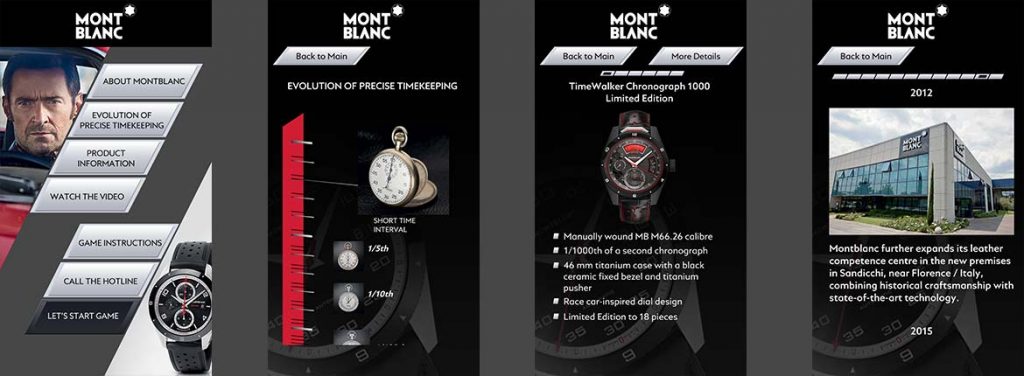 MONT
BLANC
ABOUT MONTBLANC
EVOLUTION OF
PRECISE TIMEKEEPING
PRODUCT
INFORMATION
WATCH THE VIDEO
GAME INSTRUCTIONS
CALL THE HOTLINE
LET'S START GAME
MONT
BLANC
Back to Main
EVOLUTION OF PRECISE TIMEKEEPING
SHORT TIME
INTERVAL
1/5th
1/10th
MONT
BLANC
Back to Main
More Details
TimeWalker Chronograph 1000
Limited Edition
Manually wound MB M66.26 calibre
1/1000th of a second chronograph
46 mm titanium case with a black
ceramic fixed bezel and titanium
pusher
Race car-inspired dial design
Limited Edition to 18 pieces
MONT
BLANC
Back to Main
2012
MONT
BLANC
Montblanc further expands its leather
competence centre in the new premises
in Sandicchi, near Florence / Italy,
combining historical craftsmanship with
state-of-the-art technology.
2015